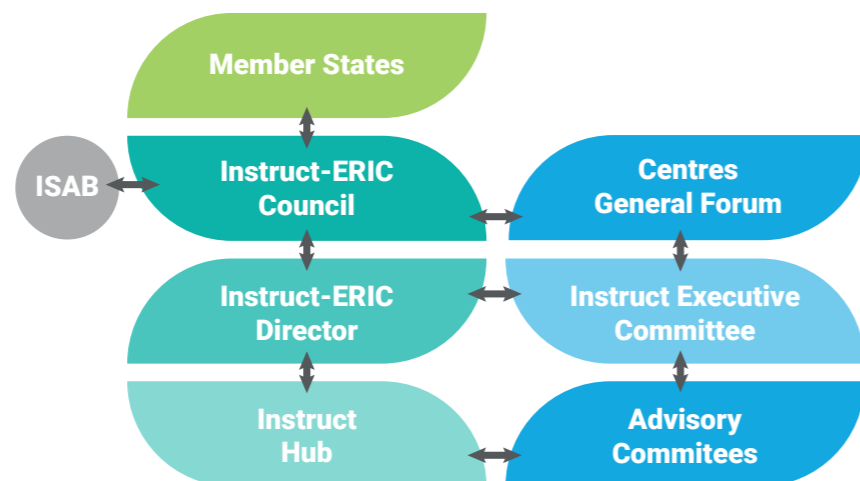 Member States
ISAB
Instruct-ERIC
Council
Centres
General Forum
Instruct-ERIC
Director
Instruct Executive
Committee
Instruct
Hub
Advisory
Commitees